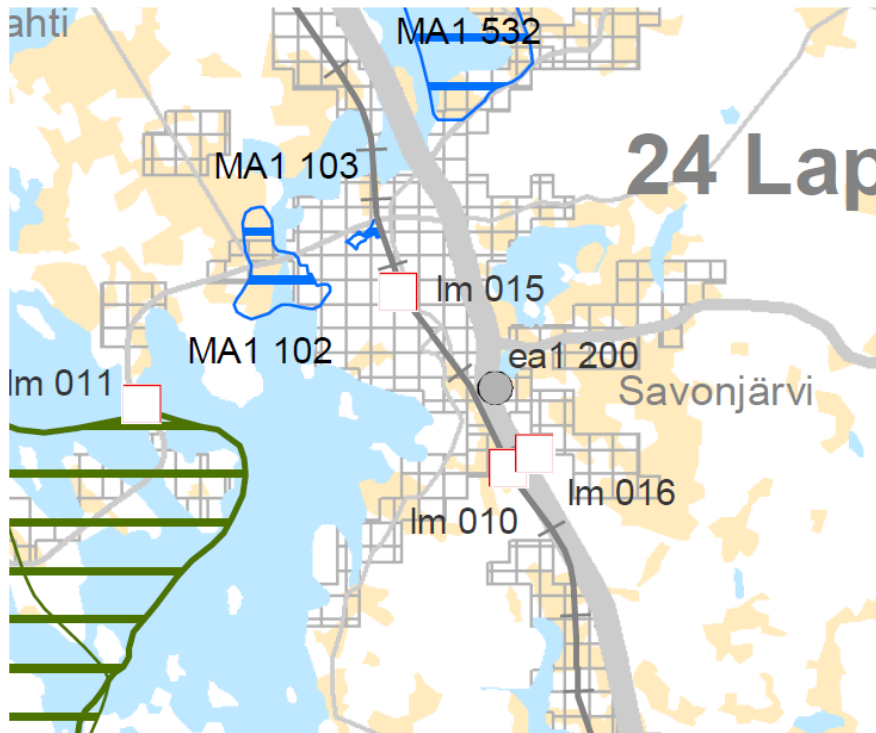 ahti
MA1 532
24 Lap
MA1 103
lm 015
MA1 102
ea1 200
lm 011
Savonjärvi
lm 016
lm 010